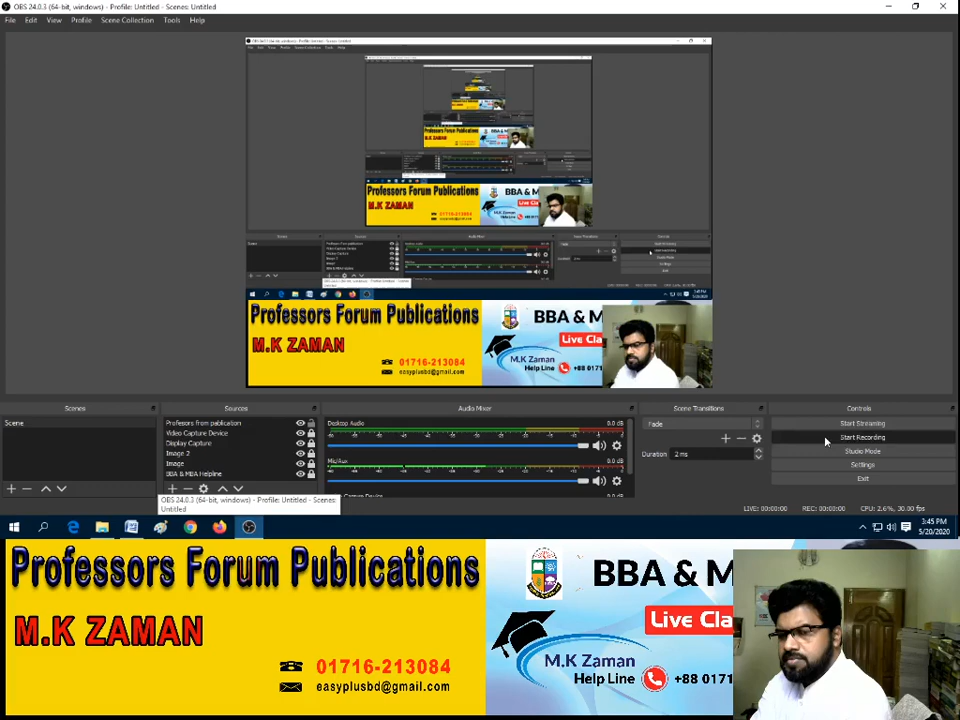 OBS 24.0.3 (64-bit, windows) - Profile: Untitled - Scenes: Untitled
File Edit View Profile Scene Collection Tools Help
Professors Forum Publications
M.K ZAMAN
01716-213084
easyplusbd@gmail.com
BBA & M
Live Cla
M.K Zaman
Help Line
+88 01
Scenes
Sources
Audio Mixer
Scene Transitions
Controls
Scene
Profesors from publication
Video Capture Device
Display Capture
Image 2
Image
BBA & MBA Helpline
OBS 24.0.3 (64-bit, windows) - Profile: Untitled - Scenes:
Untitled
Desktop Audio
0.0 dB
Mic/Aux
0.0 dB
Fade
Duration 2 ms
Start Streaming
Start Recording
Studio Mode
Settings
Exit
LIVE: 00:00:00 REC: 00:00:00 CPU: 2.6%, 30.00 fps
3:45 PM
5/20/2020
Professors Forum Publications
M.K ZAMAN
01716-213084
easyplusbd@gmail.com
BBA & M
Live Cla
M.K Zaman
Help Line
+88 0171